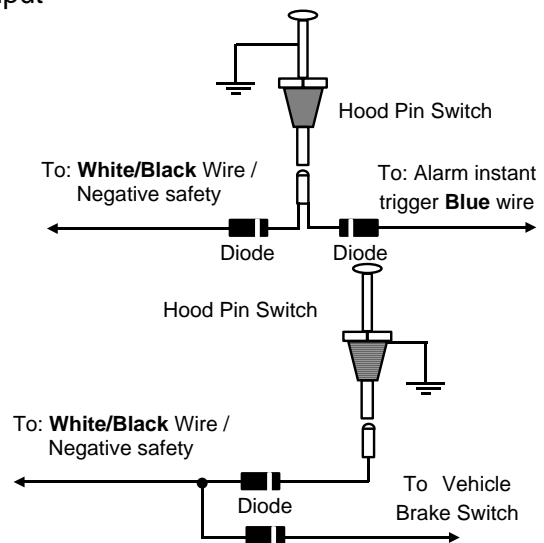 Hood Pin Switch
To: White/Black Wire /
Negative safety
To: Alarm instant
trigger Blue wire
Diode
Diode
Hood Pin Switch
To: White/Black Wire /
Negative safety
Diode
To Vehicle
Brake Switch